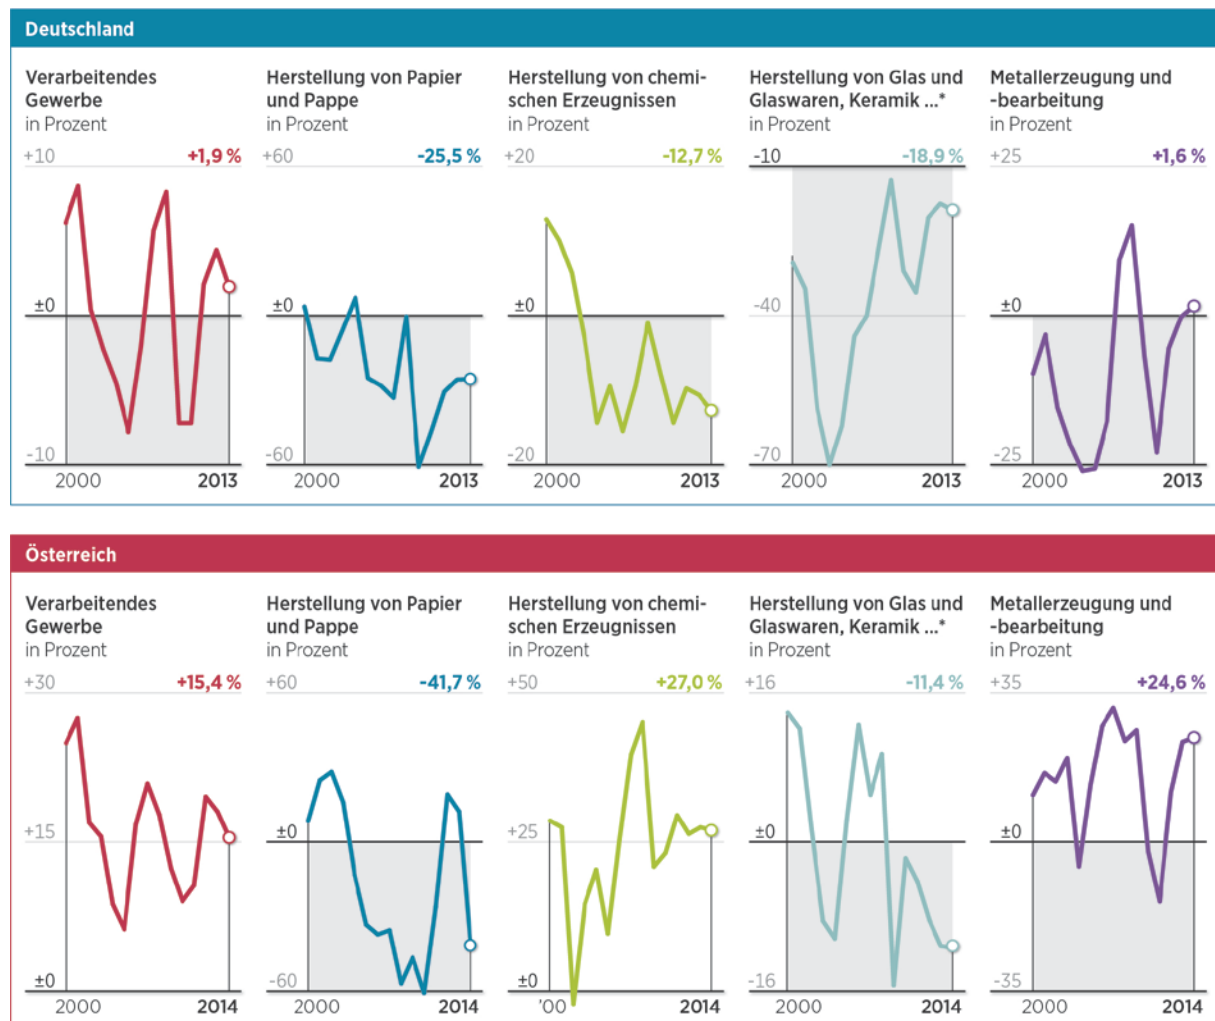 Deutschland
Verarbeitendes
Gewerbe
in Prozent
+10
+1,9 %
±0
-10
2000
2013
Herstellung von Papier
und Pappe
in Prozent
+60
-25,5 %
±0
-60
2000
2013
Herstellung von chemi-
schen Erzeugnissen
in Prozent
+20
-12,7 %
±0
-20
2000
2013
Herstellung von Glas und
Glaswaren, Keramik ...*
in Prozent
-10
-18,9 %
-40
-70
2000
2013
Metallerzeugung und
-bearbeitung
in Prozent
+25
+1,6 %
±0
-25
2000
2013
Österreich
Verarbeitendes
Gewerbe
in Prozent
+30
+15,4 %
+15
±0
2000
2014
Herstellung von Papier
und Pappe
in Prozent
+60
-41,7 %
±0
-60
2000
2014
Herstellung von chemi-
schen Erzeugnissen
in Prozent
+50
+27,0 %
+25
±0
'00
2014
Herstellung von Glas und
Glaswaren, Keramik ...*
in Prozent
+16
-11,4 %
±0
-16
2000
2014
Metallerzeugung und
-bearbeitung
in Prozent
+35
+24,6 %
±0
-35
2000
2014